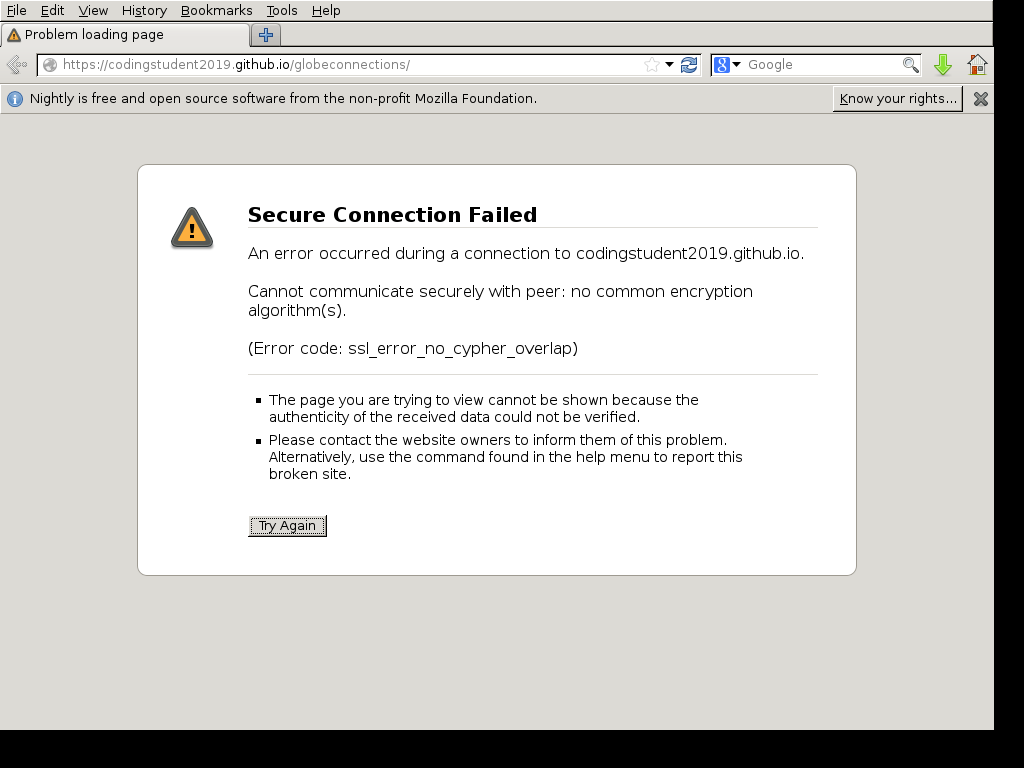 File Edit View History Bookmarks Tools Help
Problem loading page
https://codingstudent2019.github.io/globeconnections/
8 Google
Nightly is free and open source software from the non-profit Mozilla Foundation.
Know your rights...
Secure Connection Failed
An error occurred during a connection to codingstudent2019.github.io.
Cannot communicate securely with peer: no common encryption
algorithm(s).
(Error code: ssl_error_no_cypher_overlap)
The page you are trying to view cannot be shown because the
authenticity of the received data could not be verified.
Please contact the website owners to inform them of this problem.
Alternatively, use the command found in the help menu to report this
broken site.
Try Again